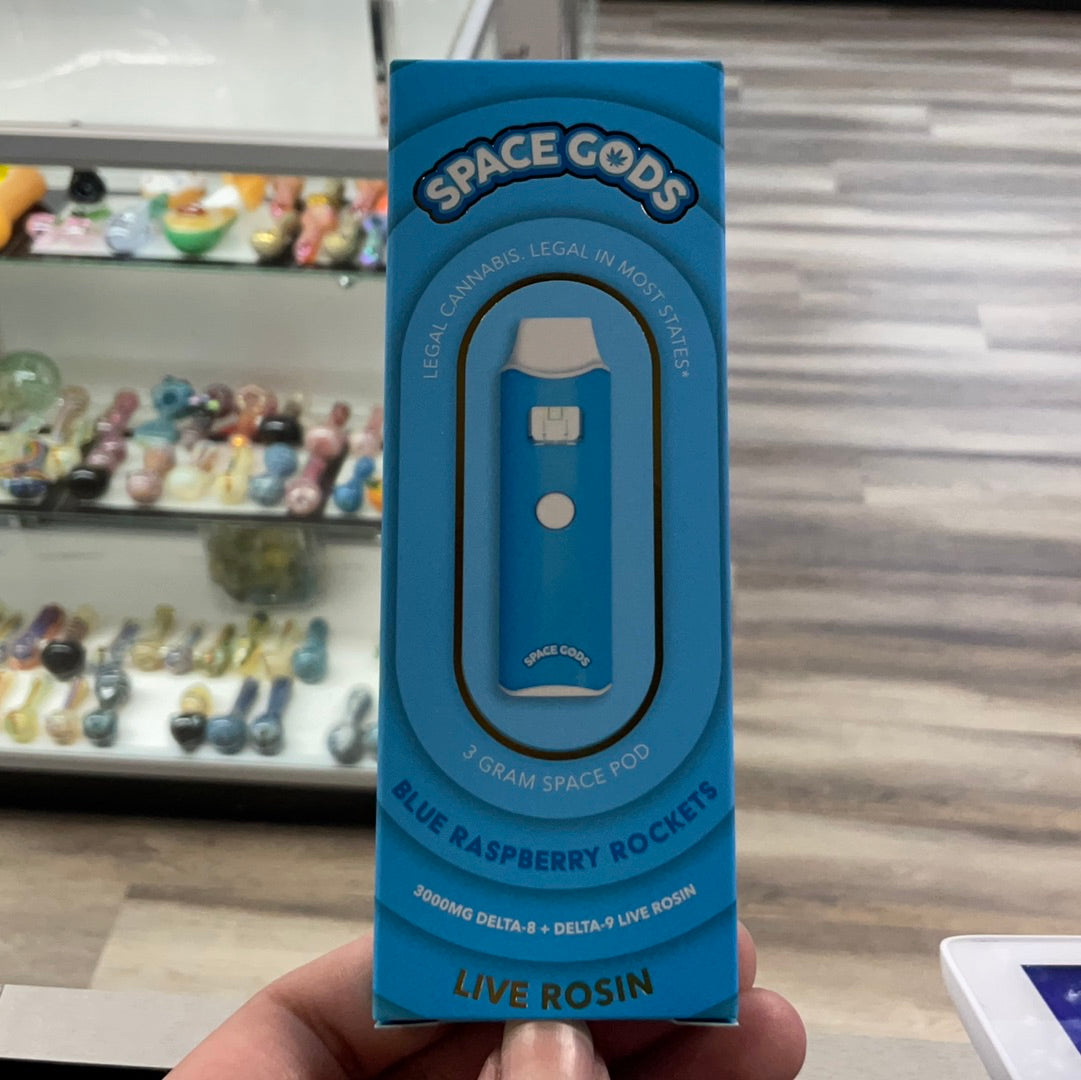 SPACE GODS
LEGAL CANNABIS. LEGAL IN MOST STATES*
SPACE GODS
3 GRAM SPACE POD
BLUE RASPBERRY ROCKETS
3000MG DELTA-8 + DELTA-9 LIVE ROSIN
LIVE ROSIN